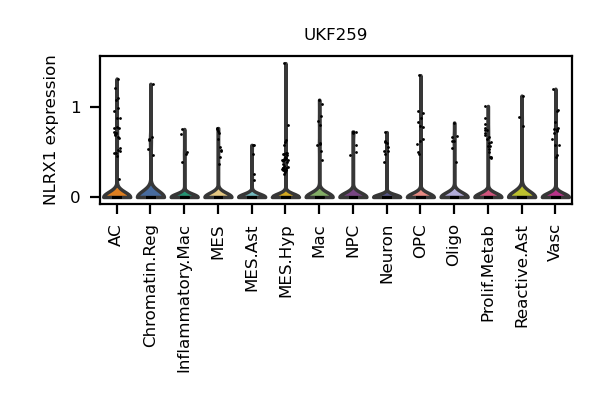 UKF259
NLRX1 expression
1
0
AC
Chromatin.Reg
Inflammatory.Mac
MES
MES.Ast
MES.Hyp
Mac
NPC
Neuron
OPC
Oligo
Prolif.Metab
Reactive.Ast
Vasc